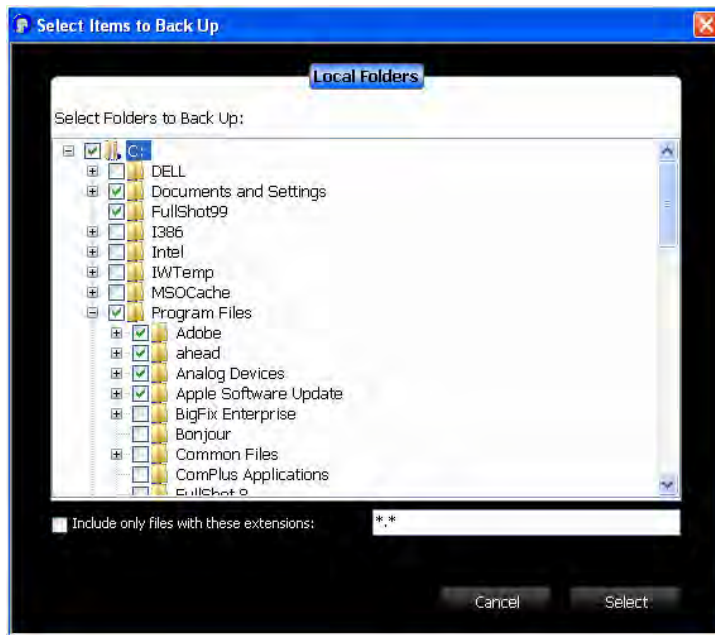 Select Items to Back Up
Local Folders
Select Folders to Back Up:
C:
DELL
Documents and Settings
FullShot99
I386
Intel
IWTemp
MSOCache
Program Files
Adobe
ahead
Analog Devices
Apple Software Update
BigFix Enterprise
Bonjour
Common Files
ComPlus Applications
FullShot 9
Include only files with these extensions:
*.*
Cancel
Select